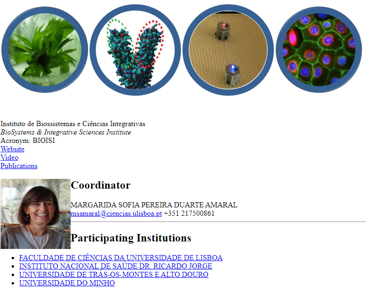 Instituto de Biossistemas e Ciências Integrativas
BioSystems & Integrative Sciences Institute
Acronym: BIOISI
Website
Video
Publications
Coordinator
MARGARIDA SOFIA PEREIRA DUARTE AMARAL
msamaral@ciencias.ulisboa.pt +351 217500861
Participating Institutions
FACULDADE DE CIÊNCIAS DA UNIVERSIDADE DE LISBOA
INSTITUTO NACIONAL DE SAÚDE DR. RICARDO JORGE
UNIVERSIDADE DE TRÁS-OS-MONTES E ALTO DOURO
UNIVERSIDADE DO MINHO